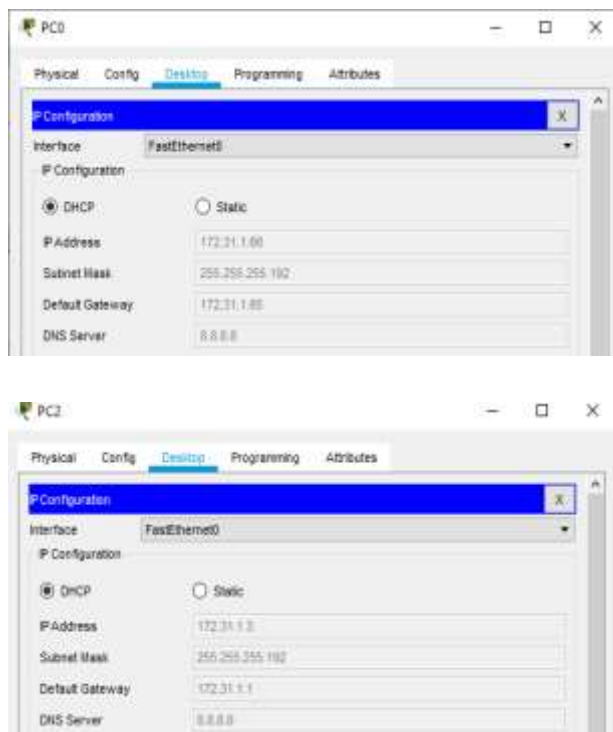 PC0
Physical Config Desktop Programming Attributes
IP Configuration X
Interface FastEthernet0
IP Configuration
DHCP Static
IP Address 172.31.1.66
Subnet Mask 255.255.255.192
Default Gateway 172.31.1.65
DNS Server 8.8.8.8
PC2
Physical Config Desktop Programming Attributes
IP Configuration X
Interface FastEthernet0
IP Configuration
DHCP Static
IP Address 172.31.1.3
Subnet Mask 255.255.255.192
Default Gateway 172.31.1.1
DNS Server 8.8.8.8